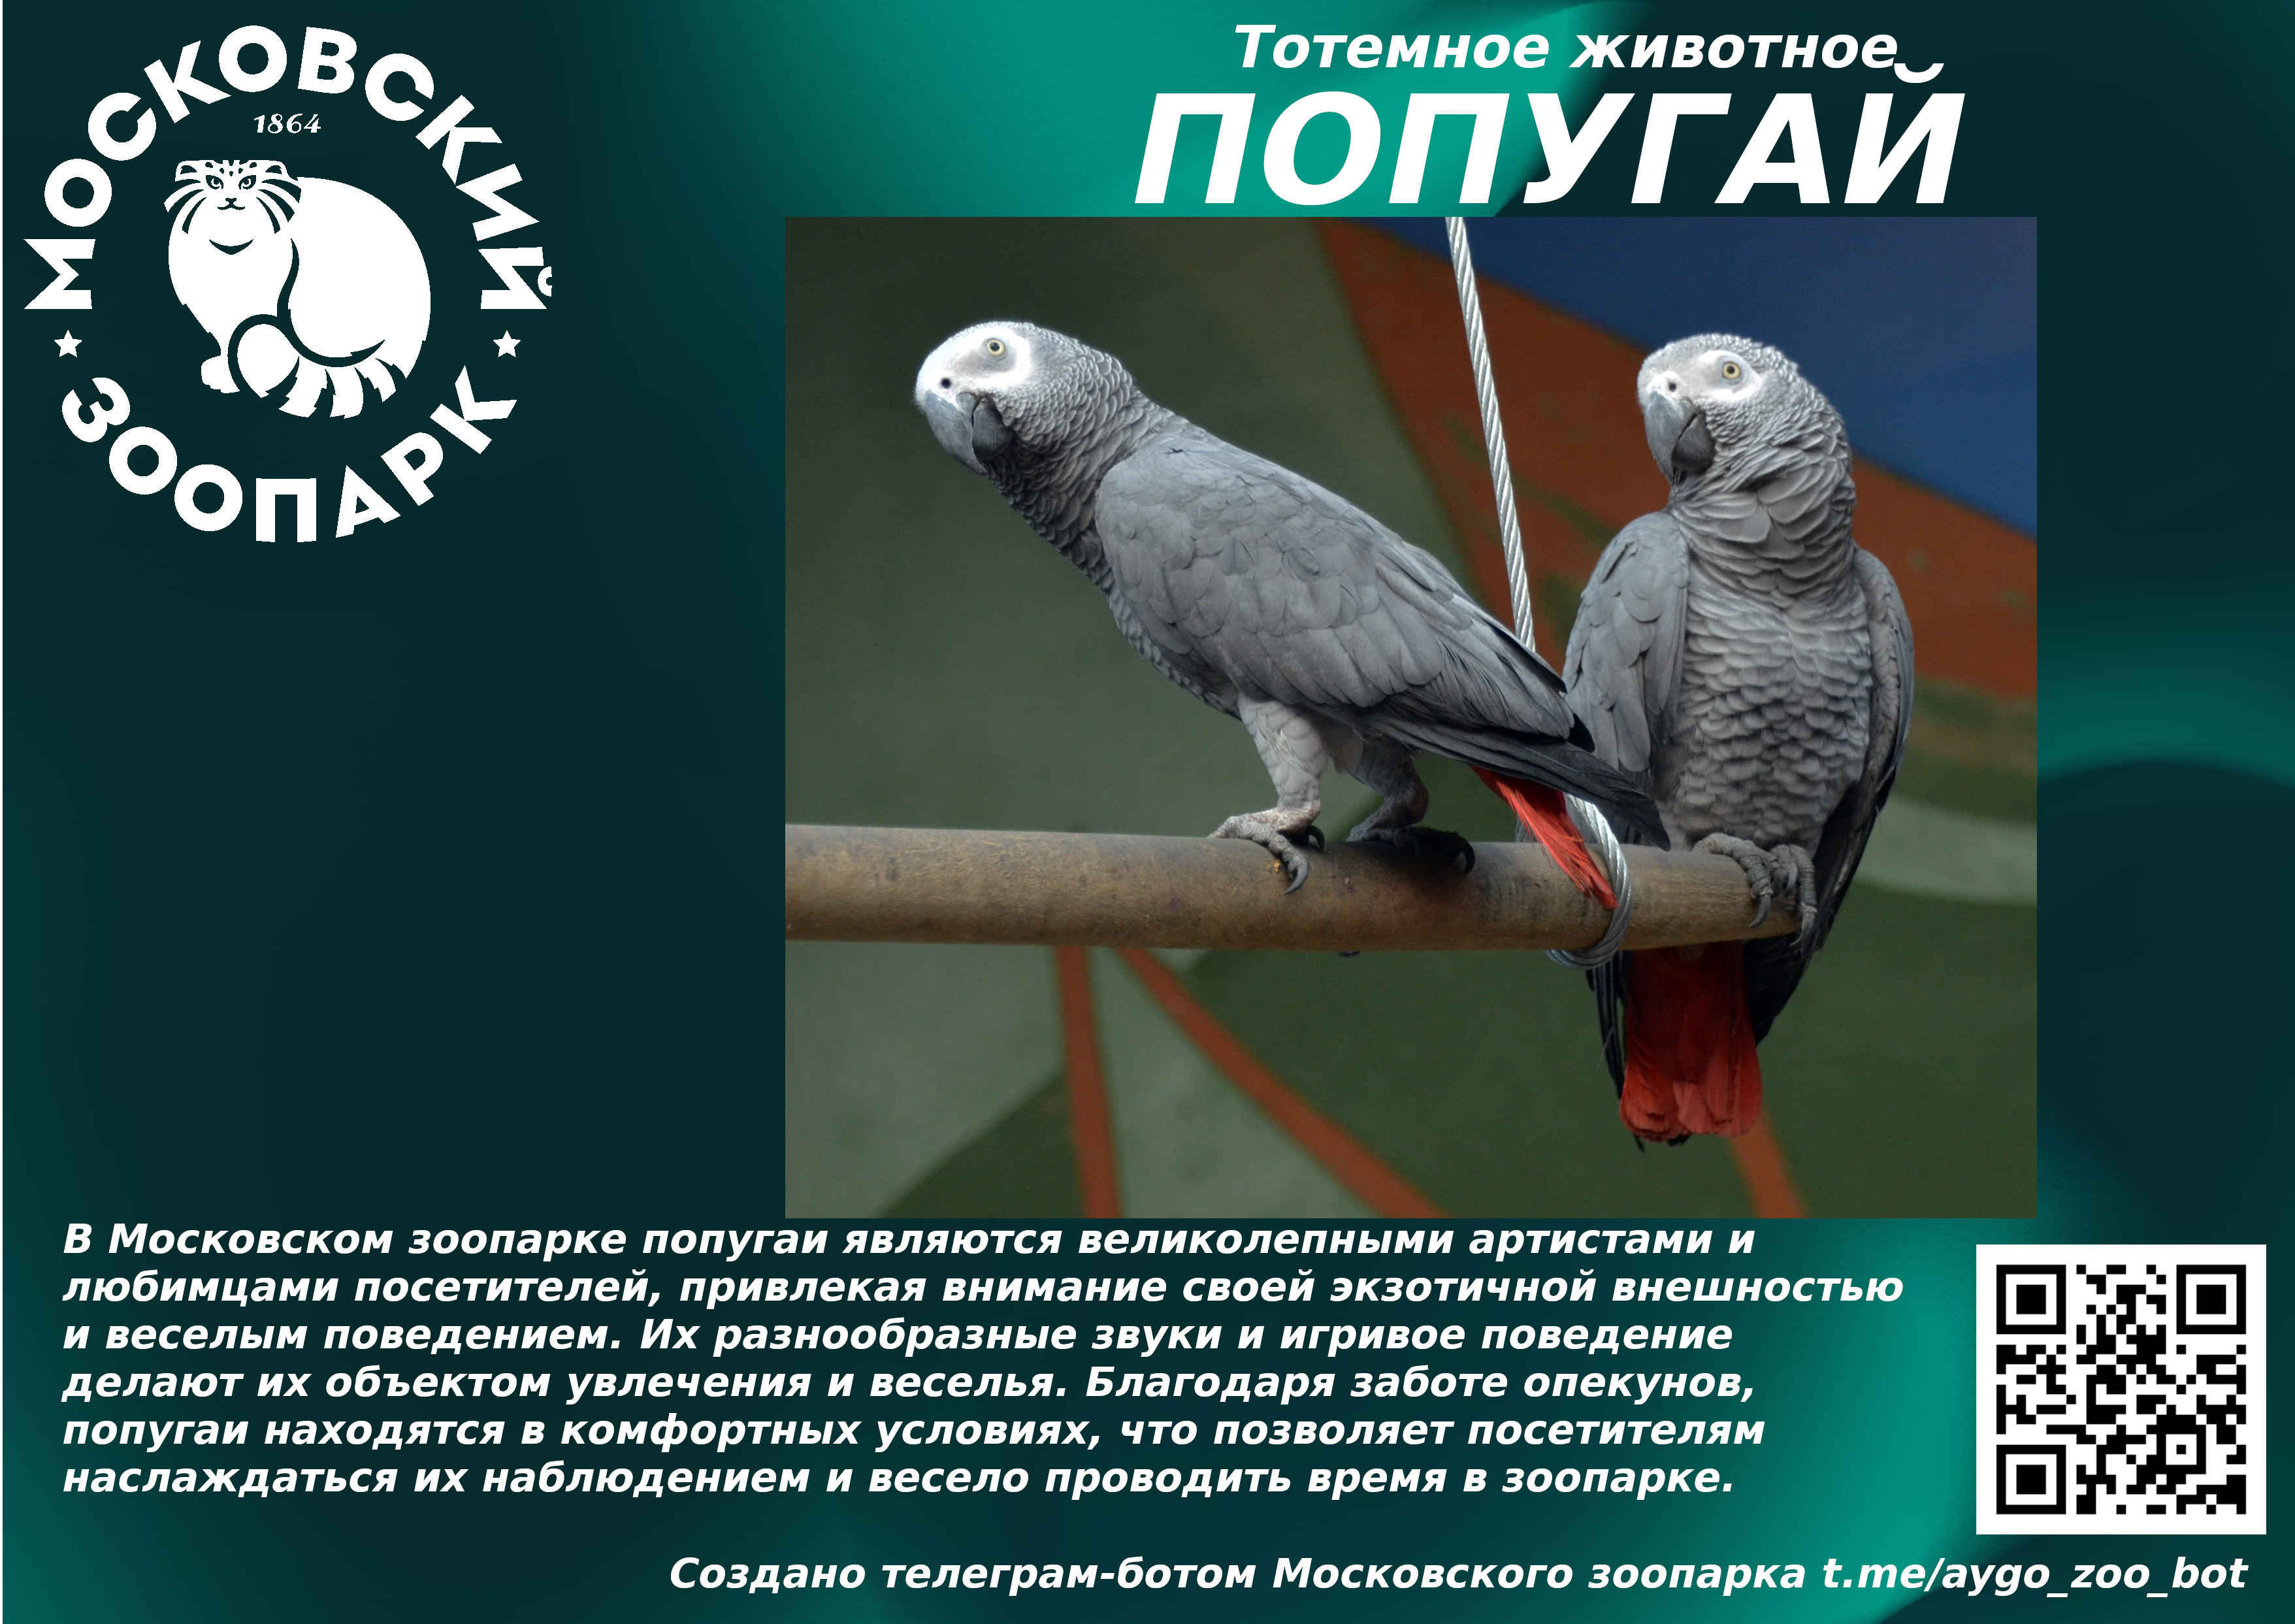 МОСКОВСКИЙ
1864
ЗООПАРК
Тотемное животное
ПОПУГАЙ
В Московском зоопарке попугаи являются великолепными артистами и
любимцами посетителей, привлекая внимание своей экзотичной внешностью
и веселым поведением. Их разнообразные звуки и игривое поведение
делают их объектом увлечения и веселья. Благодаря заботе опекунов,
попугаи находятся в комфортных условиях, что позволяет посетителям
наслаждаться их наблюдением и весело проводить время в зоопарке.
Создано телеграм-ботом Московского зоопарка t.me/aygo_zoo_bot